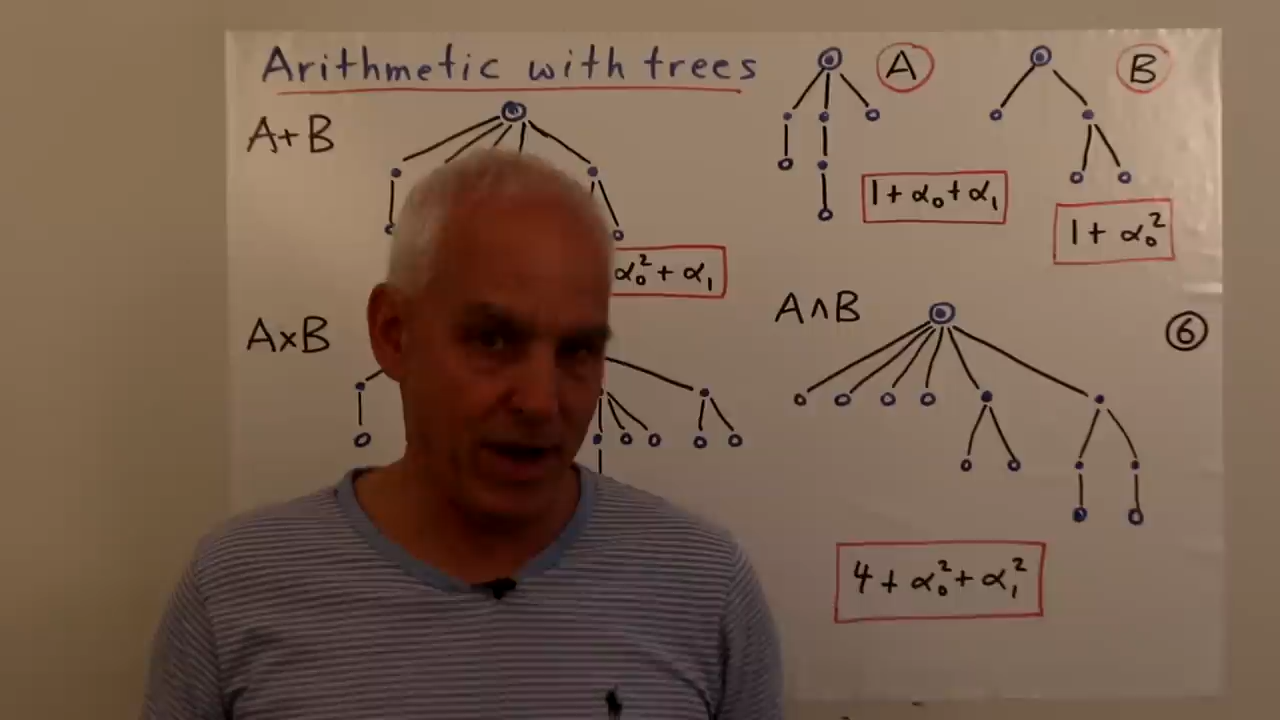 Arithmetic with trees
A
B
A+B
1 + α₀ + α₁
1 + α₀²
α₀² + α₁
A∧B
6
A×B
4 + α₀² + α₁²